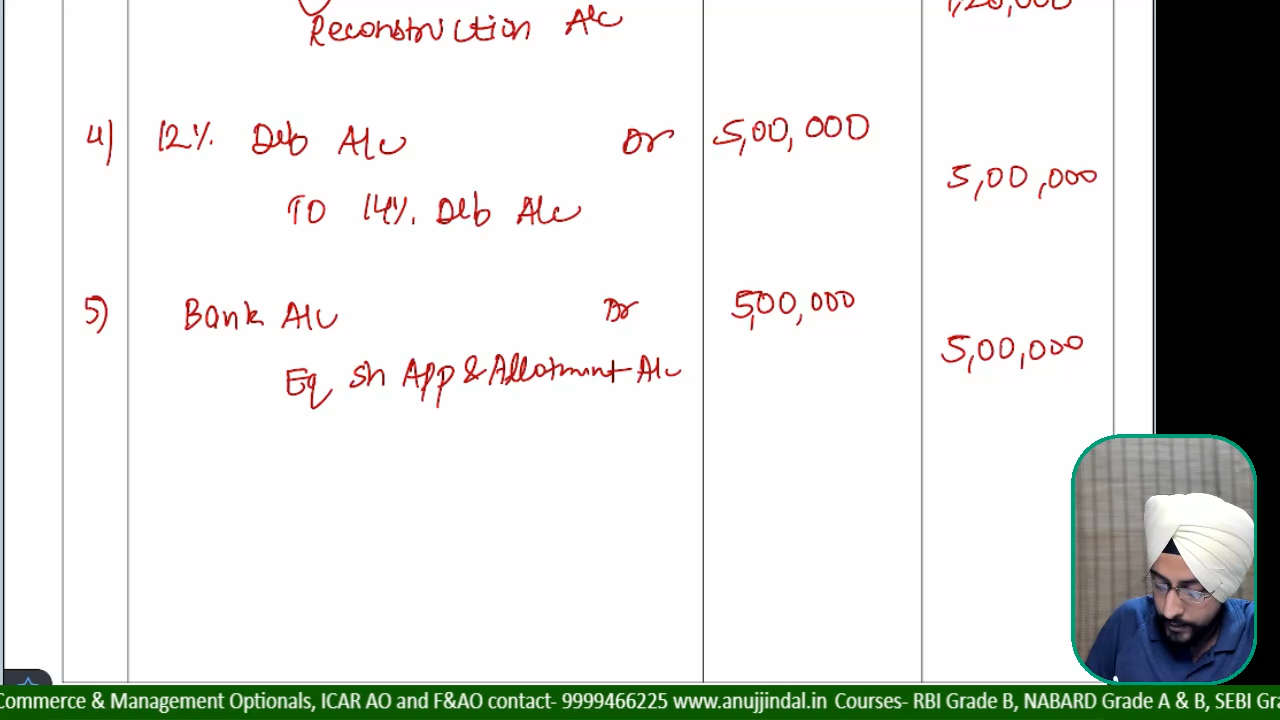 Reconstruction A/c
4) 12% Deb A/c Dr 5,00,000
To 14% Deb A/c 5,00,000
5) Bank A/c Dr 5,00,000
Eq Sh App & Allotment A/c 5,00,000
Commerce & Management Optionals, ICAR AO and F&AO contact- 9999466225 www.anujjindal.in Courses- RBI Grade B, NABARD Grade A & B, SEBI Gra